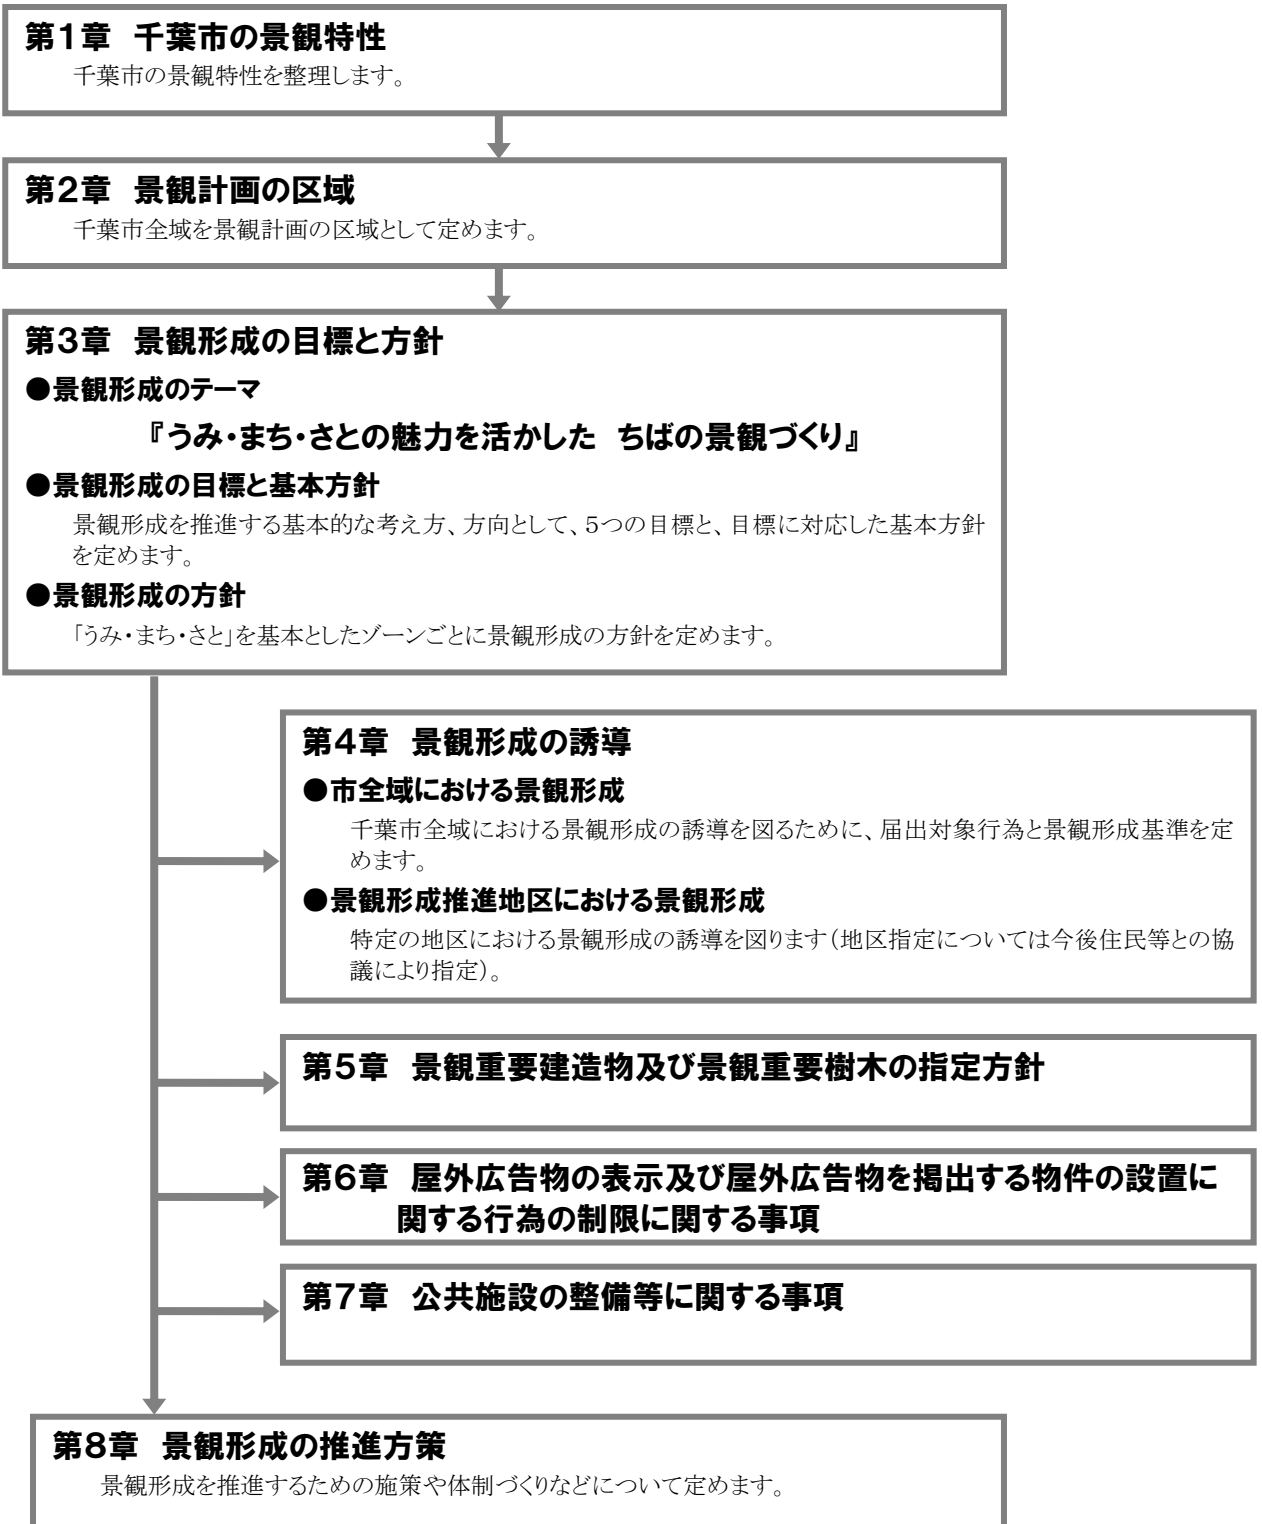 第1章　千葉市の景観特性
千葉市の景観特性を整理します。
第2章　景観計画の区域
千葉市全域を景観計画の区域として定めます。
第3章　景観形成の目標と方針
●景観形成のテーマ
『うみ・まち・さとの魅力を活かした　ちばの景観づくり』
●景観形成の目標と基本方針
景観形成を推進する基本的な考え方、方向として、5つの目標と、目標に対応した基本方針
を定めます。
●景観形成の方針
「うみ・まち・さと」を基本としたゾーンごとに景観形成の方針を定めます。
第4章　景観形成の誘導
●市全域における景観形成
千葉市全域における景観形成の誘導を図るために、届出対象行為と景観形成基準を定
めます。
●景観形成推進地区における景観形成
特定の地区における景観形成の誘導を図ります（地区指定については今後住民等との協
議により指定）。
第5章　景観重要建造物及び景観重要樹木の指定方針
第6章　屋外広告物の表示及び屋外広告物を掲出する物件の設置に
関する行為の制限に関する事項
第7章　公共施設の整備等に関する事項
第8章　景観形成の推進方策
景観形成を推進するための施策や体制づくりなどについて定めます。